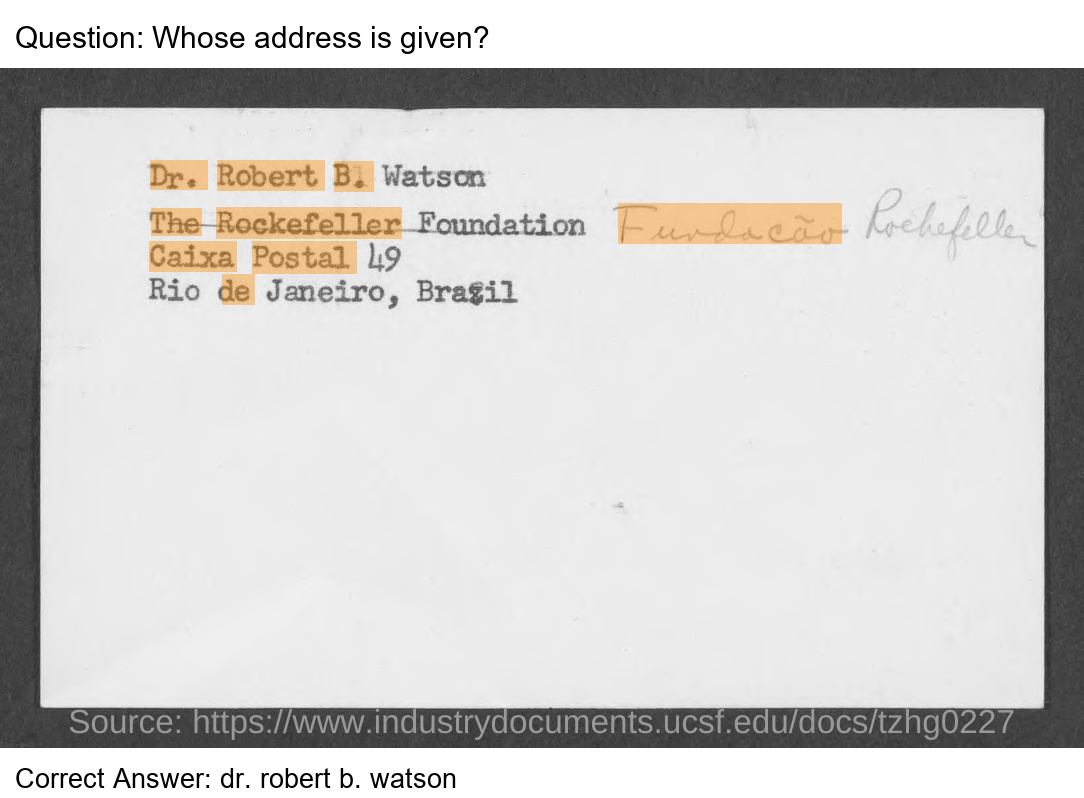 Question: Whose address is given?
Dr. Robert B. Watson
The Rockefeller Foundation Fundação Rockefeller
Caixa Postal 49
Rio de Janeiro, Brazil
Source: https://www.industrydocuments.ucsf.edu/docs/tzhg0227
Correct Answer: dr. robert b. watson